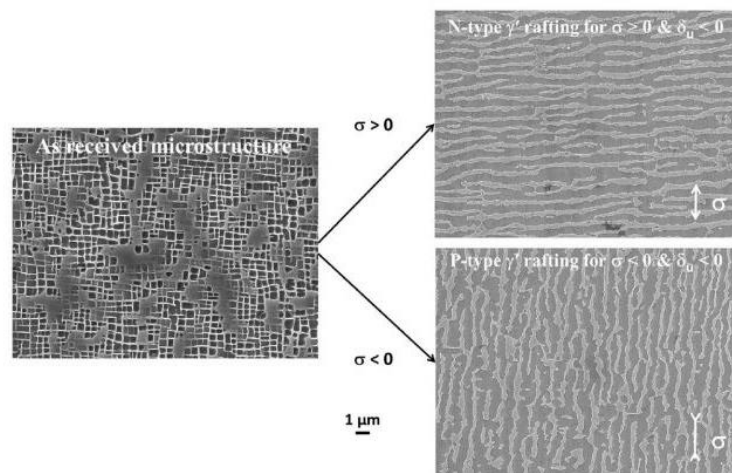 N-type γ' rafting for σ > 0 & δᵤ < 0
σ > 0
As received microstructure
σ
P-type γ' rafting for σ < 0 & δᵤ < 0
σ < 0
1 μm
σ